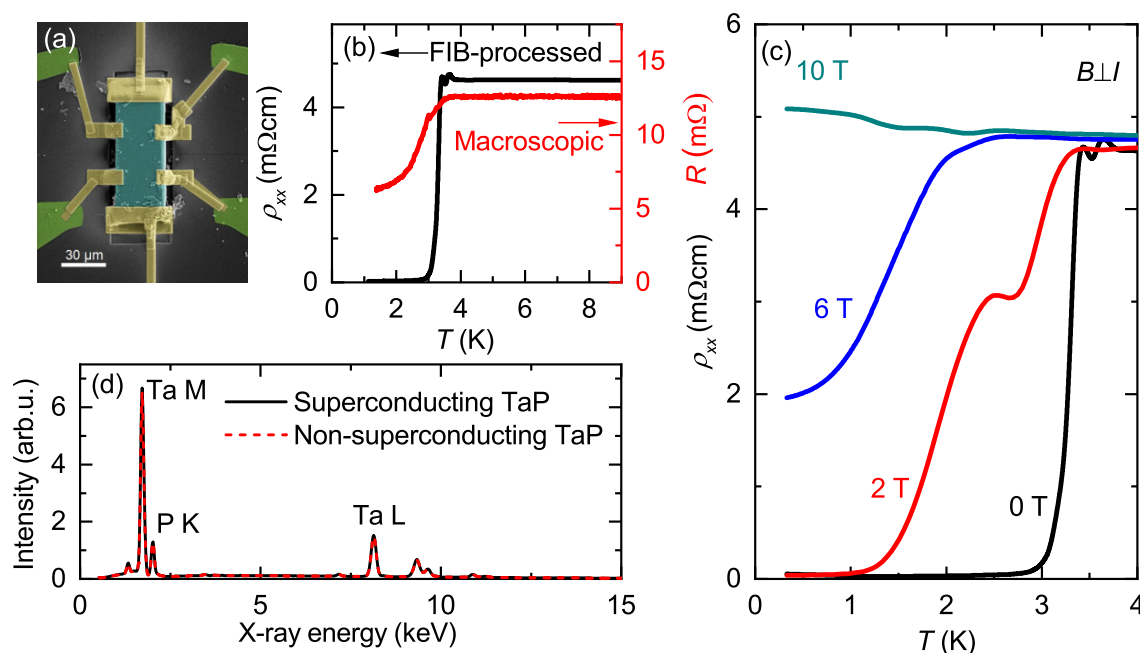 (a)
30 µm
(b)
FIB-processed
Macroscopic
ρxx (mΩcm)
4
2
0
2 4 6 8
T (K)
R (mΩ)
15
10
5
0
(c)
10 T
B⊥I
6 T
2 T
0 T
ρxx (mΩcm)
6
4
2
0
0 1 2 3 4
T (K)
(d)
Ta M
P K
Ta L
Superconducting TaP
Non-superconducting TaP
Intensity (arb.u.)
6
4
2
0
0 5 10 15
X-ray energy (keV)